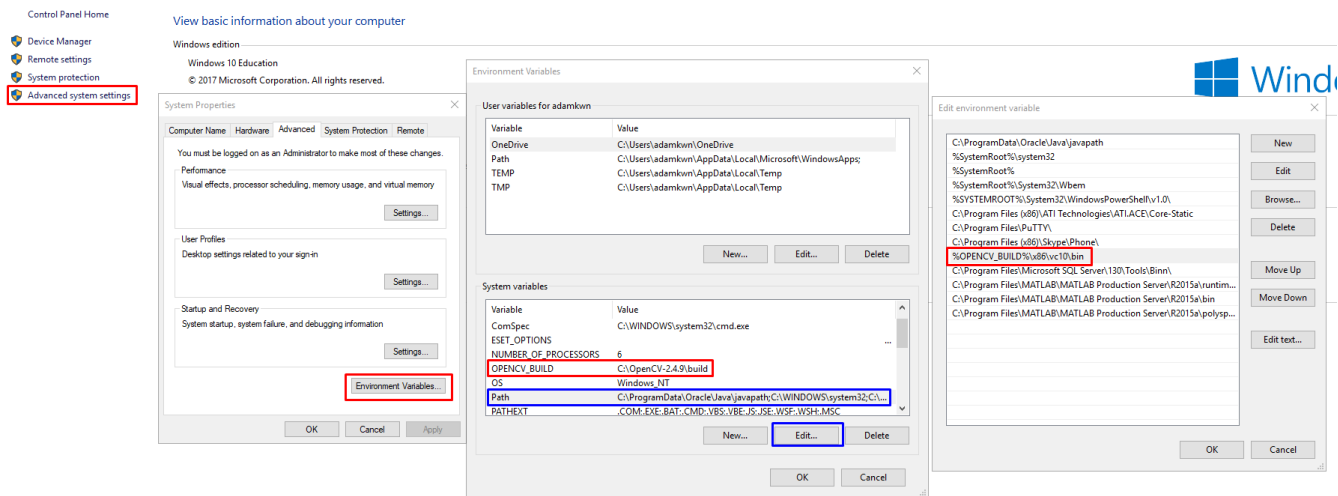 Control Panel Home
Device Manager
Remote settings
System protection
Advanced system settings
View basic information about your computer
Windows edition
Windows 10 Education
© 2017 Microsoft Corporation. All rights reserved.
System Properties
Computer Name Hardware Advanced System Protection Remote
You must be logged on as an Administrator to make most of these changes.
Performance
Visual effects, processor scheduling, memory usage, and virtual memory
Settings...
User Profiles
Desktop settings related to your sign-in
Settings...
Startup and Recovery
System startup, system failure, and debugging information
Settings...
Environment Variables...
OK Cancel Apply
Environment Variables
User variables for adamkwn
Variable Value
OneDrive C:\Users\adamkwn\OneDrive
Path C:\Users\adamkwn\AppData\Local\Microsoft\WindowsApps;
TEMP C:\Users\adamkwn\AppData\Local\Temp
TMP C:\Users\adamkwn\AppData\Local\Temp
New... Edit... Delete
System variables
Variable Value
ComSpec C:\WINDOWS\system32\cmd.exe
ESET_OPTIONS ...
NUMBER_OF_PROCESSORS 6
OPENCV_BUILD C:\OpenCV-2.4.9\build
OS Windows_NT
Path C:\ProgramData\Oracle\Java\javapath;C:\WINDOWS\system32;C:\...
PATHEXT .COM;.EXE;.BAT;.CMD;.VBS;.VBE;.JS;.JSE;.WSF;.WSH;.MSC
New... Edit... Delete
OK Cancel
Windo
Edit environment variable
C:\ProgramData\Oracle\Java\javapath
%SystemRoot%\system32
%SystemRoot%
%SystemRoot%\System32\Wbem
%SYSTEMROOT%\System32\WindowsPowerShell\v1.0\
C:\Program Files (x86)\ATI Technologies\ATI.ACE\Core-Static
C:\Program Files\PuTTY\
C:\Program Files (x86)\Skype\Phone\
%OPENCV_BUILD%\x86\vc10\bin
C:\Program Files\Microsoft SQL Server\130\Tools\Binn\
C:\Program Files\MATLAB\MATLAB Production Server\R2015a\runtim...
C:\Program Files\MATLAB\MATLAB Production Server\R2015a\bin
C:\Program Files\MATLAB\MATLAB Production Server\R2015a\polysp...
New
Edit
Browse...
Delete
Move Up
Move Down
Edit text...
OK Cancel